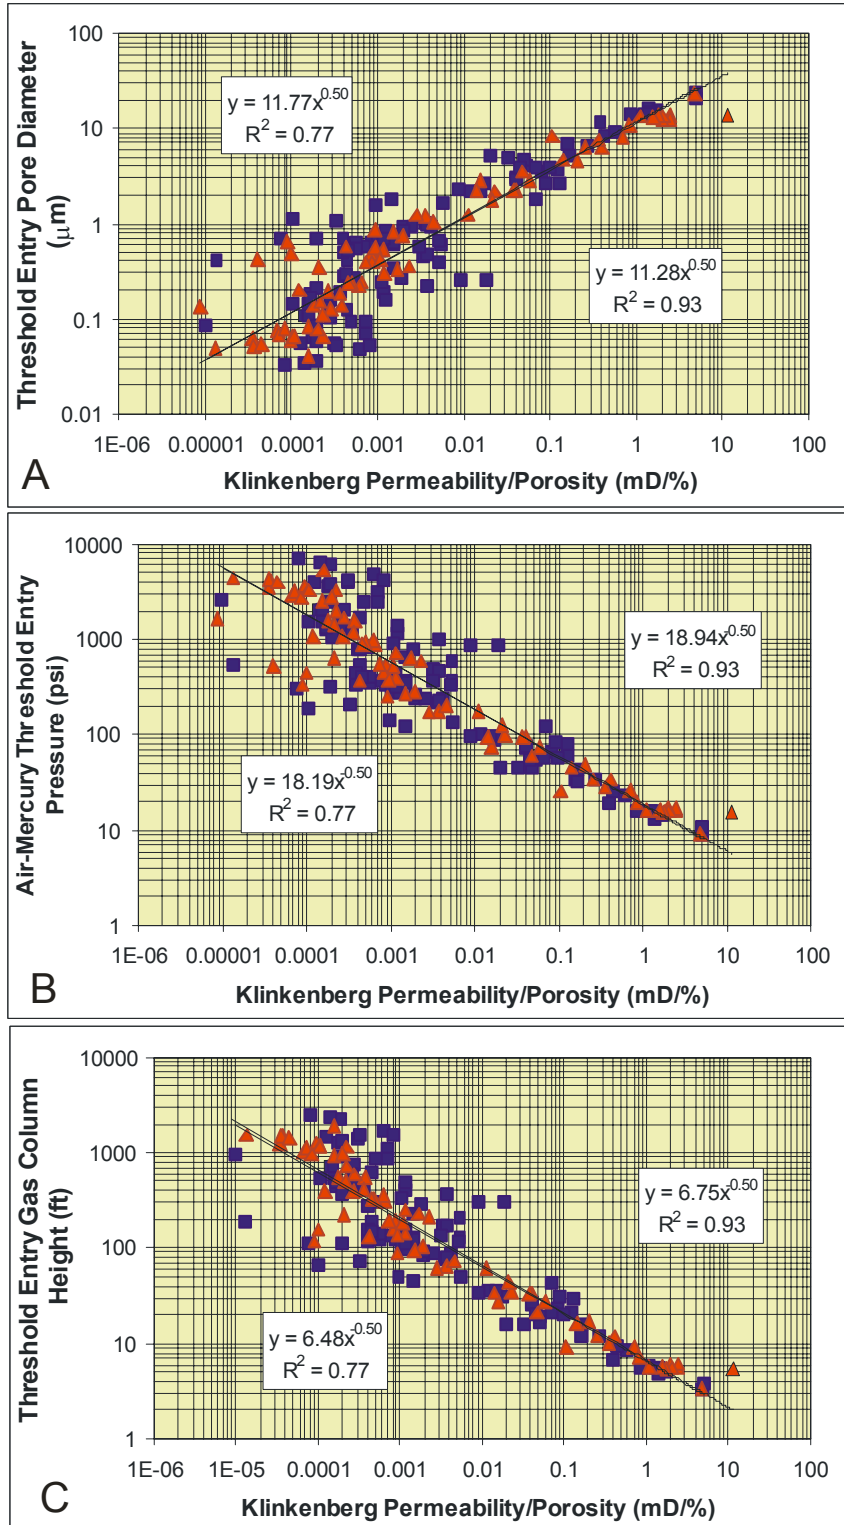 Threshold Entry Pore Diameter
(μm)
100
10
1
0.1
0.01
y = 11.77x^0.50
R² = 0.77
y = 11.28x^0.50
R² = 0.93
1E-06 0.00001 0.0001 0.001 0.01 0.1 1 10 100
Klinkenberg Permeability/Porosity (mD/%)
A
Air-Mercury Threshold Entry
Pressure (psi)
10000
1000
100
10
1
y = 18.94x^-0.50
R² = 0.93
y = 18.19x^-0.50
R² = 0.77
1E-06 0.00001 0.0001 0.001 0.01 0.1 1 10 100
Klinkenberg Permeability/Porosity (mD/%)
B
Threshold Entry Gas Column
Height (ft)
10000
1000
100
10
1
y = 6.75x^-0.50
R² = 0.93
y = 6.48x^-0.50
R² = 0.77
1E-06 1E-05 0.0001 0.001 0.01 0.1 1 10 100
Klinkenberg Permeability/Porosity (mD/%)
C